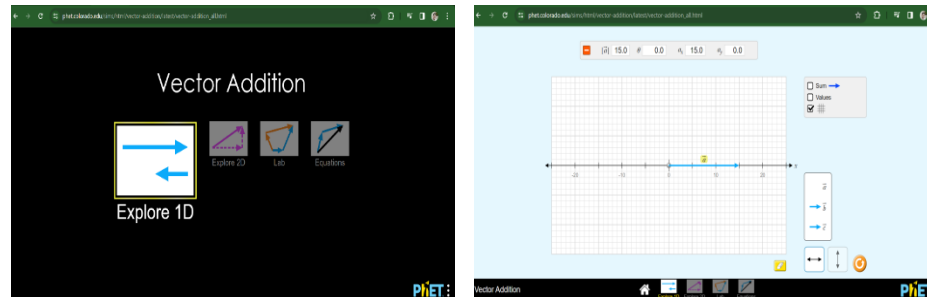 phet.colorado.edu/sims/html/vector-addition/latest/vector-addition_all.html
Vector Addition
Explore 1D
Explore 2D
Lab
Equations
PhET
phet.colorado.edu/sims/html/vector-addition/latest/vector-addition_all.html
|a| 15.0 θ 0.0 aₓ 15.0 aᵧ 0.0
Sum
Values
a
-20 -10 0 10 20 x
a
b
c
Vector Addition
Explore 1D Explore 2D Lab Equations
PhET